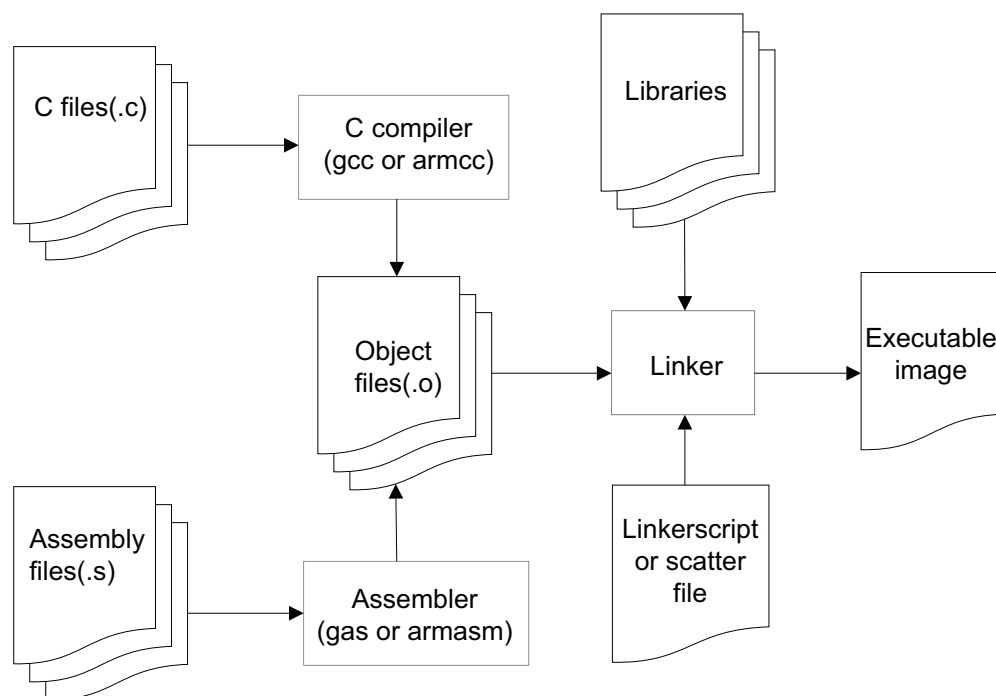 C files(.c)
C compiler
(gcc or armcc)
Libraries
Object
files(.o)
Linker
Executable
image
Assembly
files(.s)
Assembler
(gas or armasm)
Linkerscript
or scatter
file